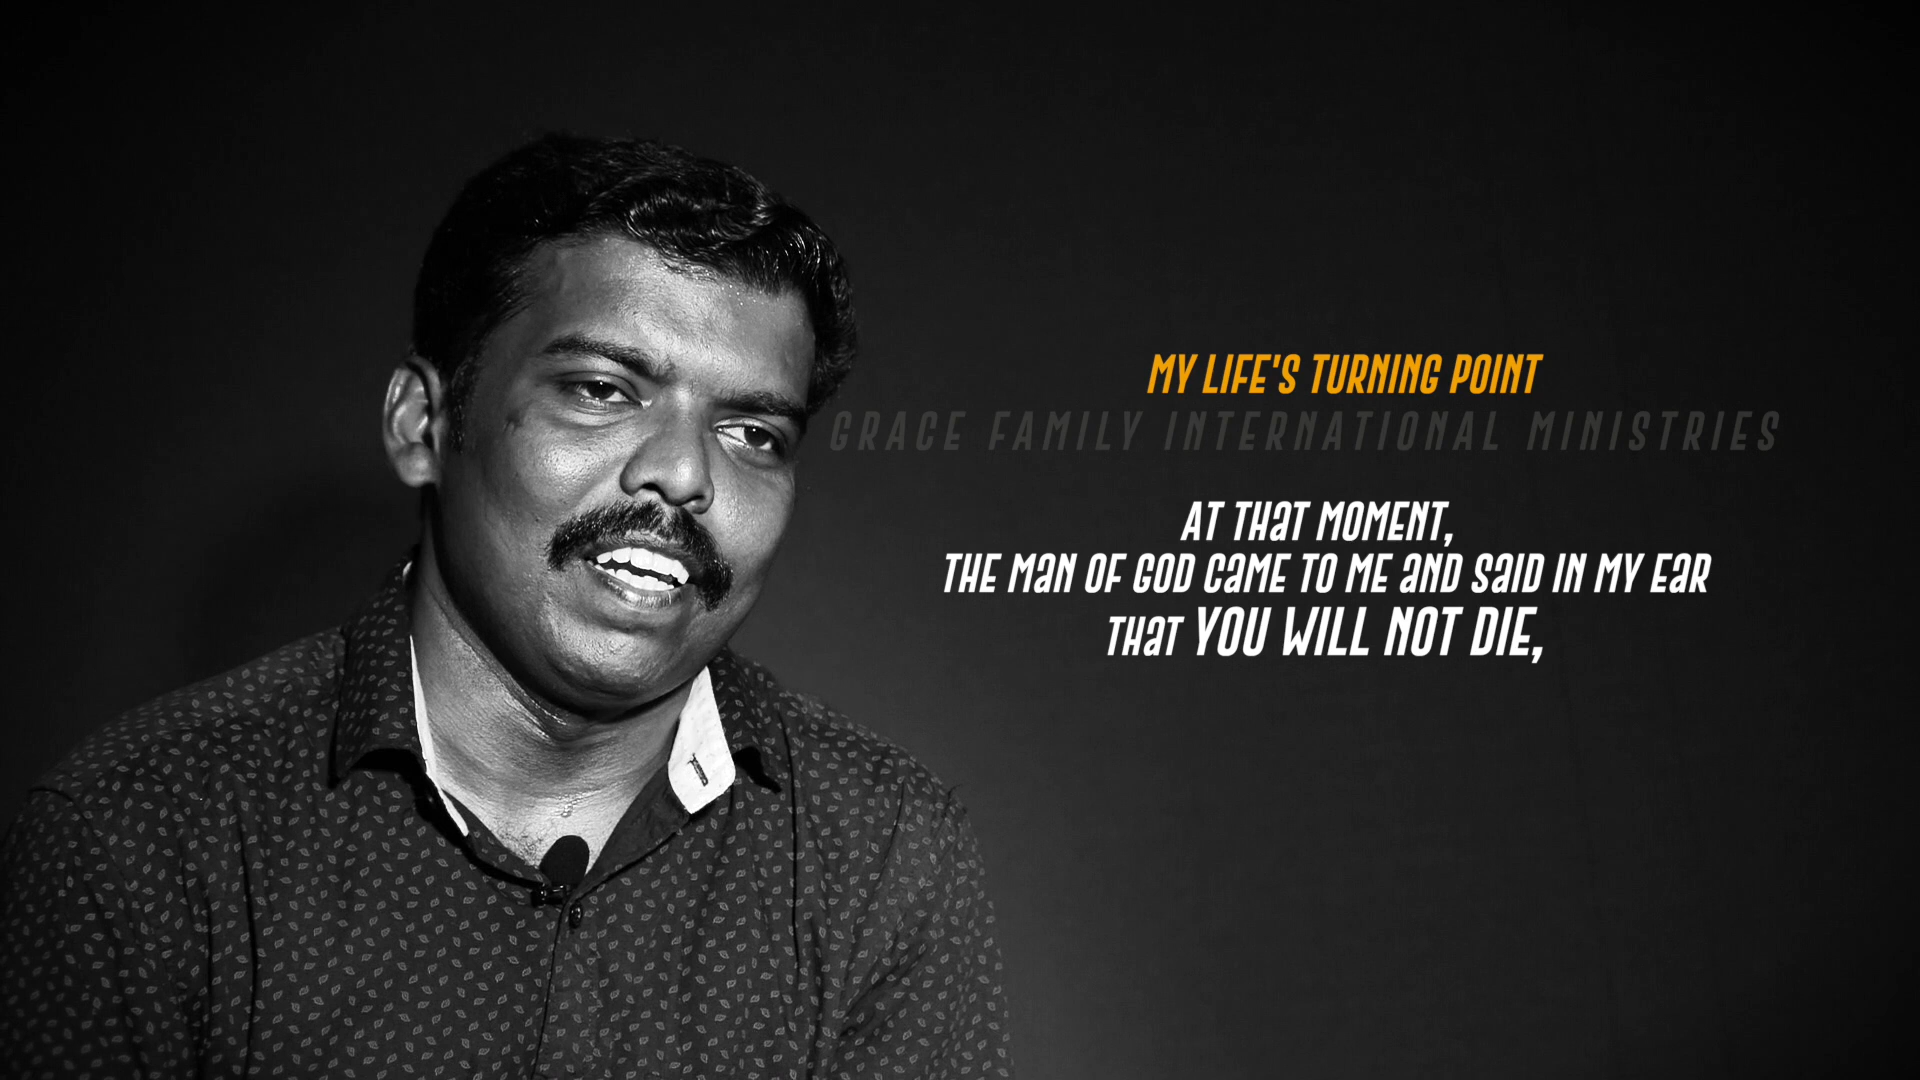 MY LIFE'S TURNING POINT
GRACE FAMILY INTERNATIONAL MINISTRIES
AT THAT MOMENT,
THE MAN OF GOD CAME TO ME AND SAID IN MY EAR
THAT YOU WILL NOT DIE,